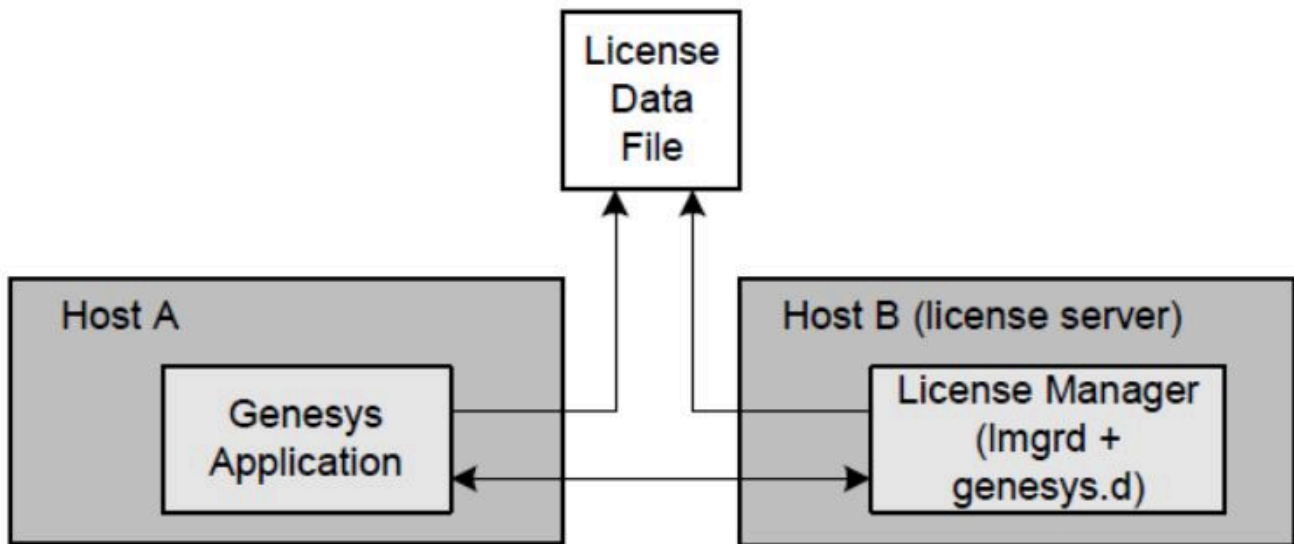 License
Data
File
Host A
Genesys
Application
Host B (license server)
License Manager
(lmgrd +
genesys.d)